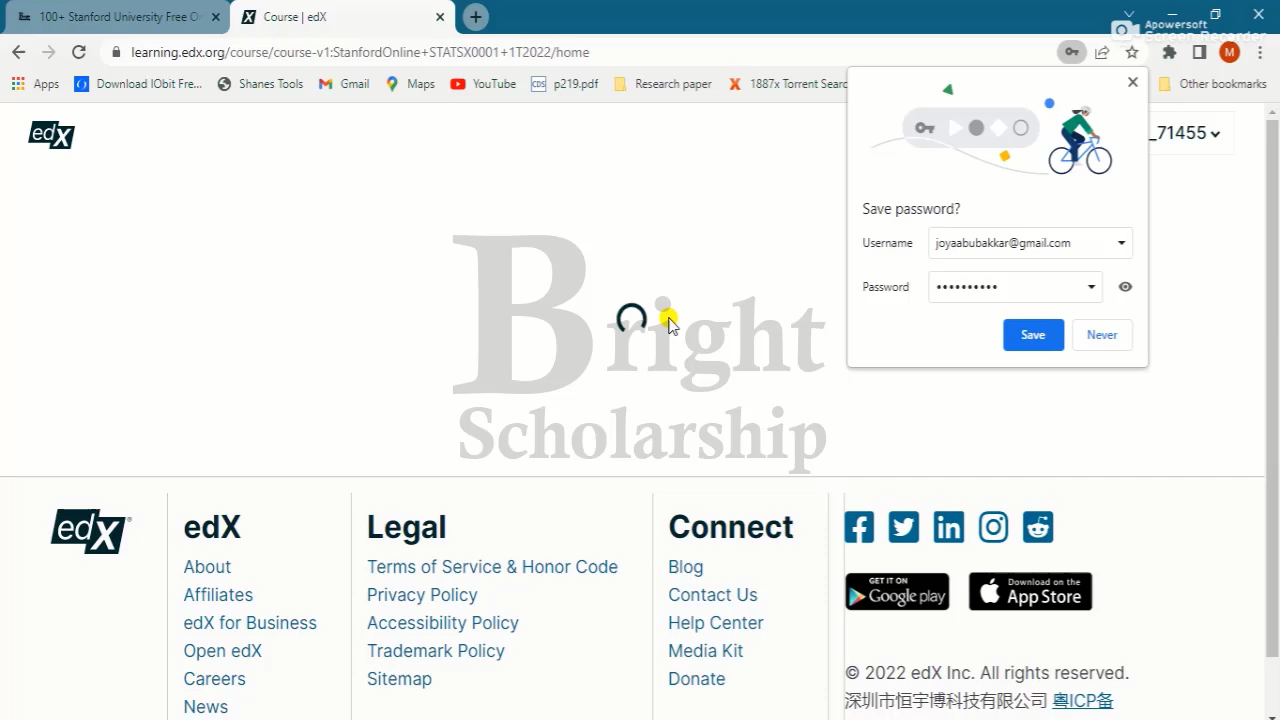 100+ Stanford University Free O
Course | edX
Apowersoft
Screen Recorder
learning.edx.org/course/course-v1:StanfordOnline+STATSX0001+1T2022/home
M
Apps
Download IObit Fre...
Shanes Tools
Gmail
Maps
YouTube
p219.pdf
Research paper
1887x Torrent Searc
Other bookmarks
edX
_71455
Save password?
Username
joyaabubakkar@gmail.com
Password
••••••••••
Save
Never
Bright
Scholarship
edX
edX
About
Affiliates
edX for Business
Open edX
Careers
News
Legal
Terms of Service & Honor Code
Privacy Policy
Accessibility Policy
Trademark Policy
Sitemap
Connect
Blog
Contact Us
Help Center
Media Kit
Donate
GET IT ON
Google play
Download on the
App Store
© 2022 edX Inc. All rights reserved.
深圳市恒宇博科技有限公司 粤ICP备